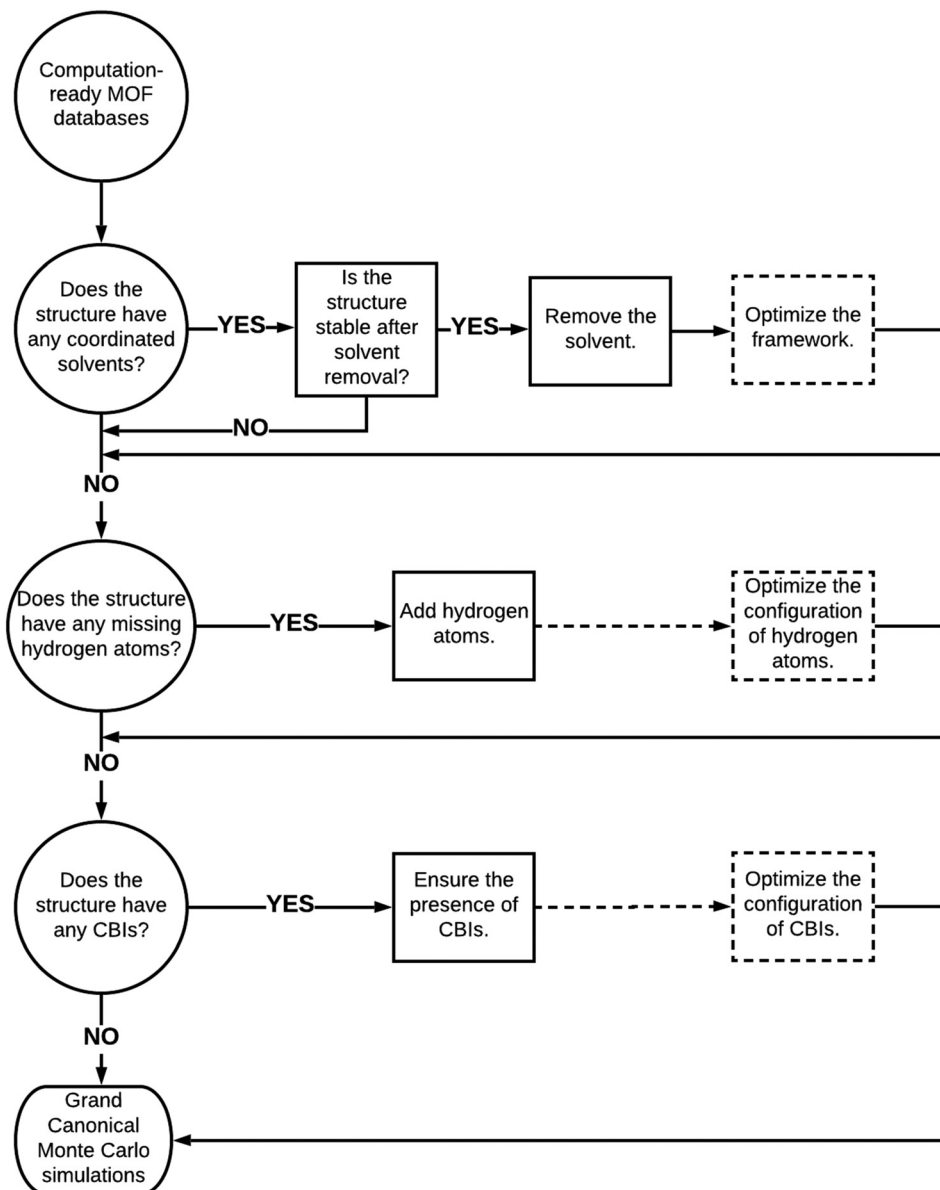 Computation-
ready MOF
databases
Does the
structure have
any coordinated
solvents?
YES
Is the
structure
stable after
solvent
removal?
YES
Remove the
solvent.
Optimize the
framework.
NO
NO
Does the structure
have any missing
hydrogen atoms?
YES
Add hydrogen
atoms.
Optimize the
configuration
of hydrogen
atoms.
NO
Does the
structure have
any CBIs?
YES
Ensure the
presence of
CBIs.
Optimize the
configuration
of CBIs.
NO
Grand
Canonical
Monte Carlo
simulations